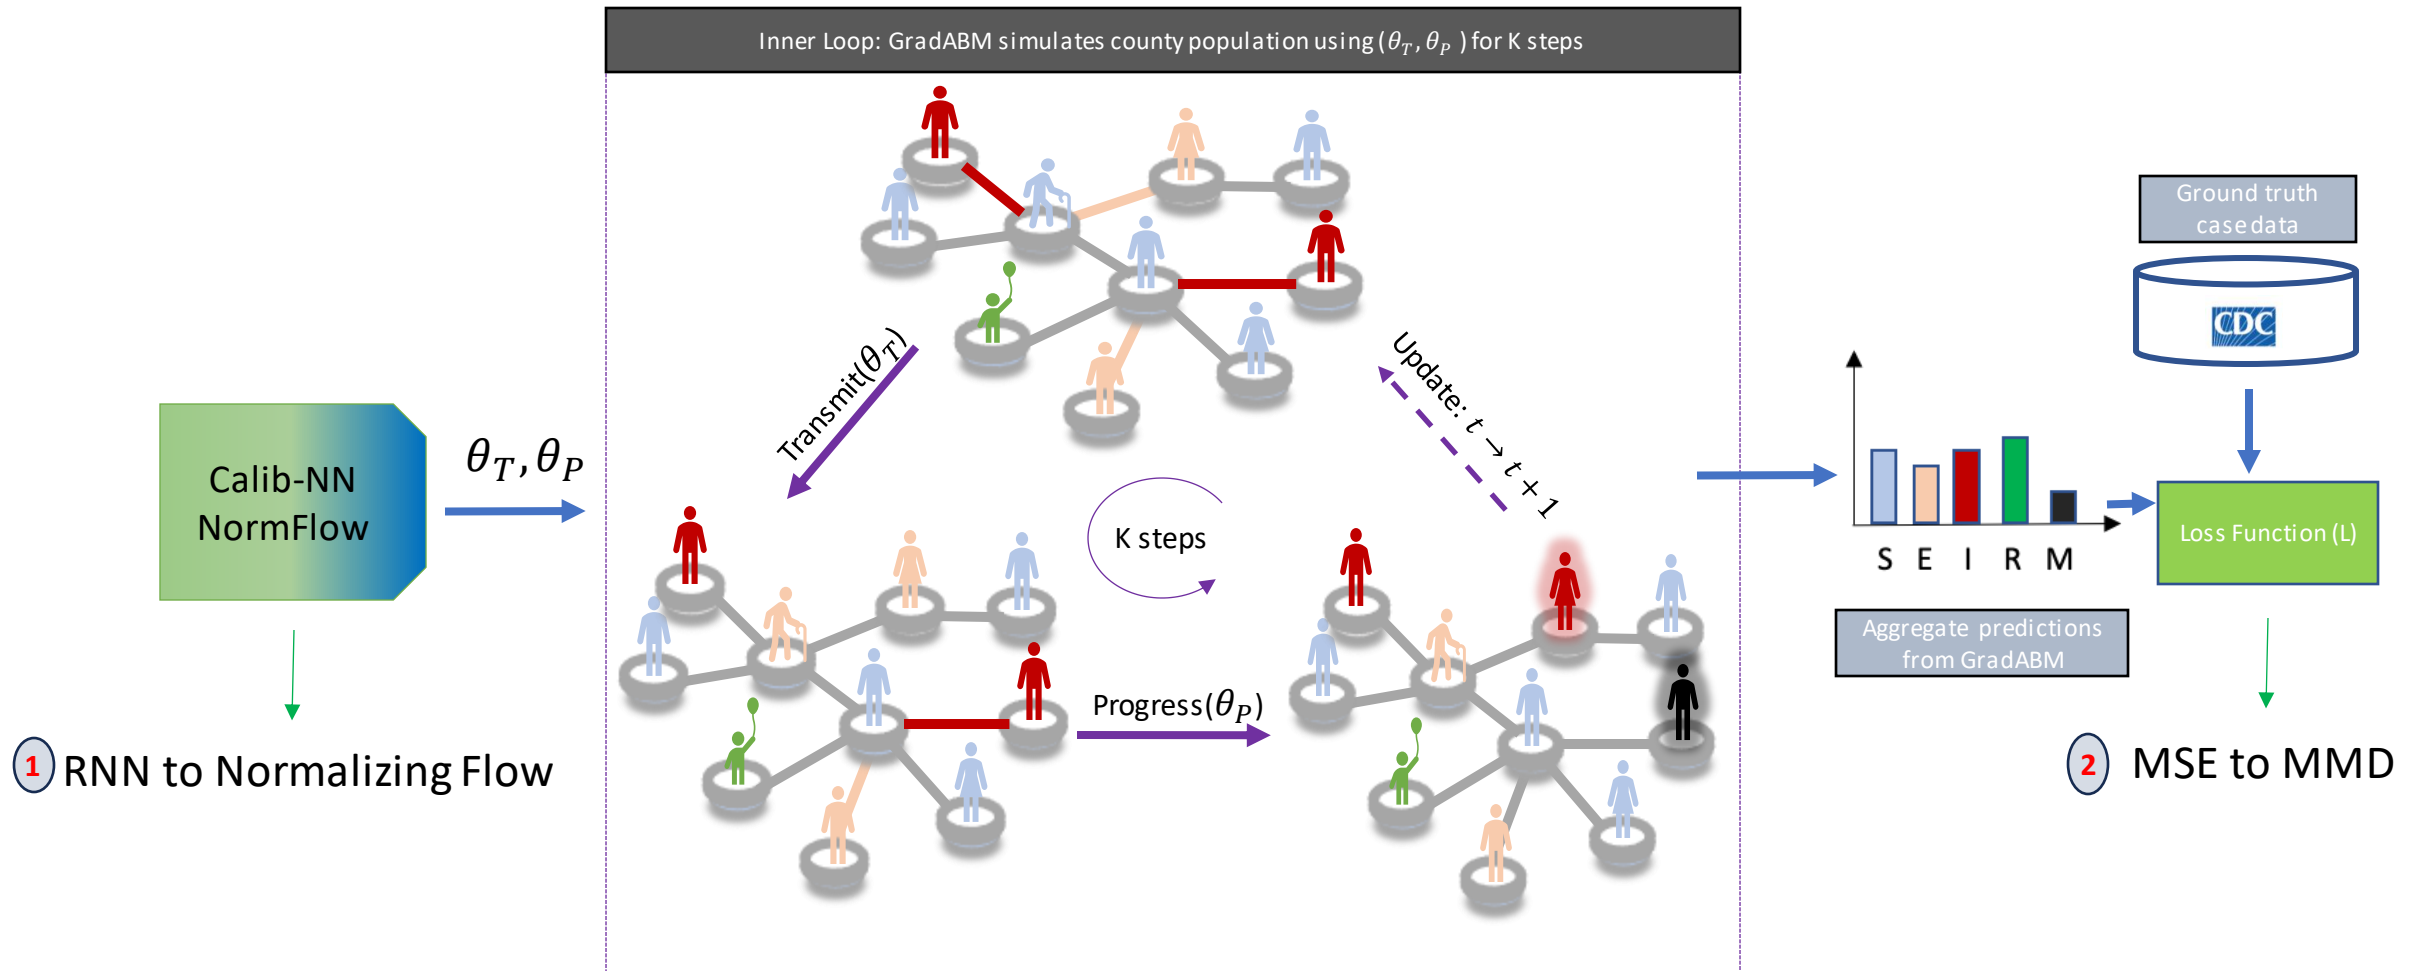 Inner Loop: GradABM simulates county population using (θ_T, θ_P) for K steps
Calib-NN
NormFlow
θ_T, θ_P
1 RNN to Normalizing Flow
Transmit(θ_T)
K steps
Progress(θ_P)
Update: t → t + 1
S E I R M
Aggregate predictions
from GradABM
Ground truth
case data
CDC
Loss Function (L)
2 MSE to MMD